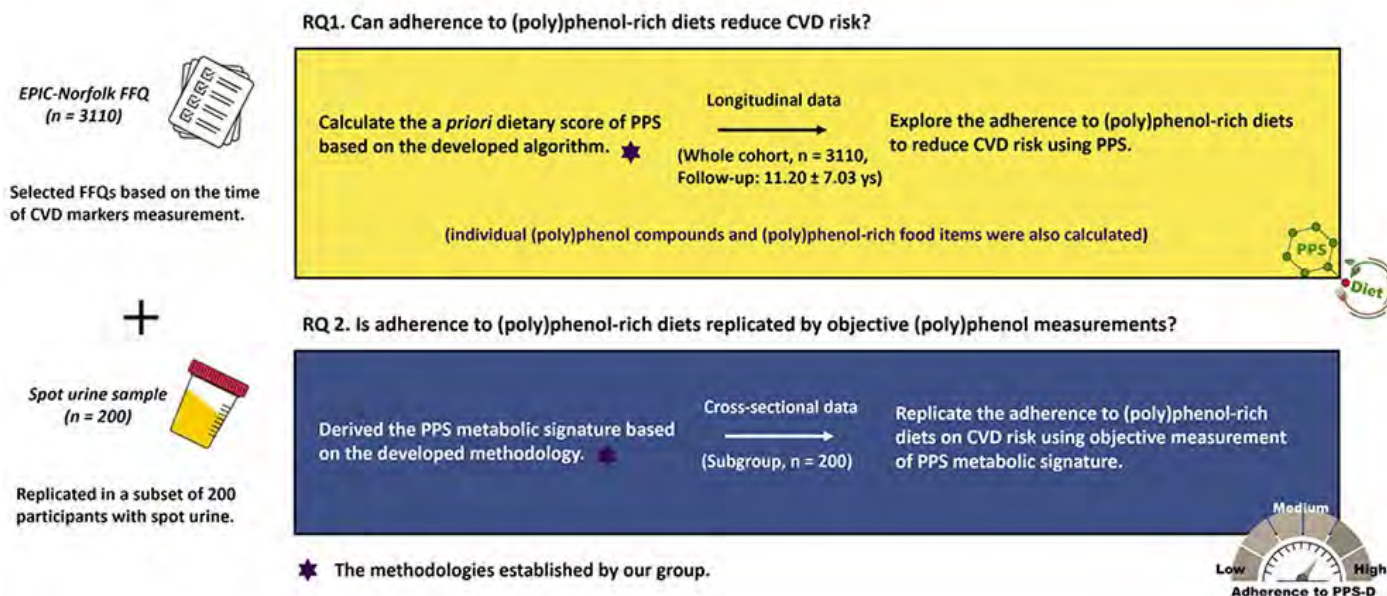 RQ1. Can adherence to (poly)phenol-rich diets reduce CVD risk?
EPIC-Norfolk FFQ
(n = 3110)
Selected FFQs based on the time
of CVD markers measurement.
Calculate the a priori dietary score of PPS
based on the developed algorithm.
Longitudinal data
(Whole cohort, n = 3110,
Follow-up: 11.20 ± 7.03 ys)
Explore the adherence to (poly)phenol-rich diets
to reduce CVD risk using PPS.
(individual (poly)phenol compounds and (poly)phenol-rich food items were also calculated)
PPS
Diet
+
RQ 2. Is adherence to (poly)phenol-rich diets replicated by objective (poly)phenol measurements?
Spot urine sample
(n = 200)
Replicated in a subset of 200
participants with spot urine.
Derived the PPS metabolic signature based
on the developed methodology.
Cross-sectional data
(Subgroup, n = 200)
Replicate the adherence to (poly)phenol-rich
diets on CVD risk using objective measurement
of PPS metabolic signature.
Medium
Low
High
Adherence to PPS-D
The methodologies established by our group.